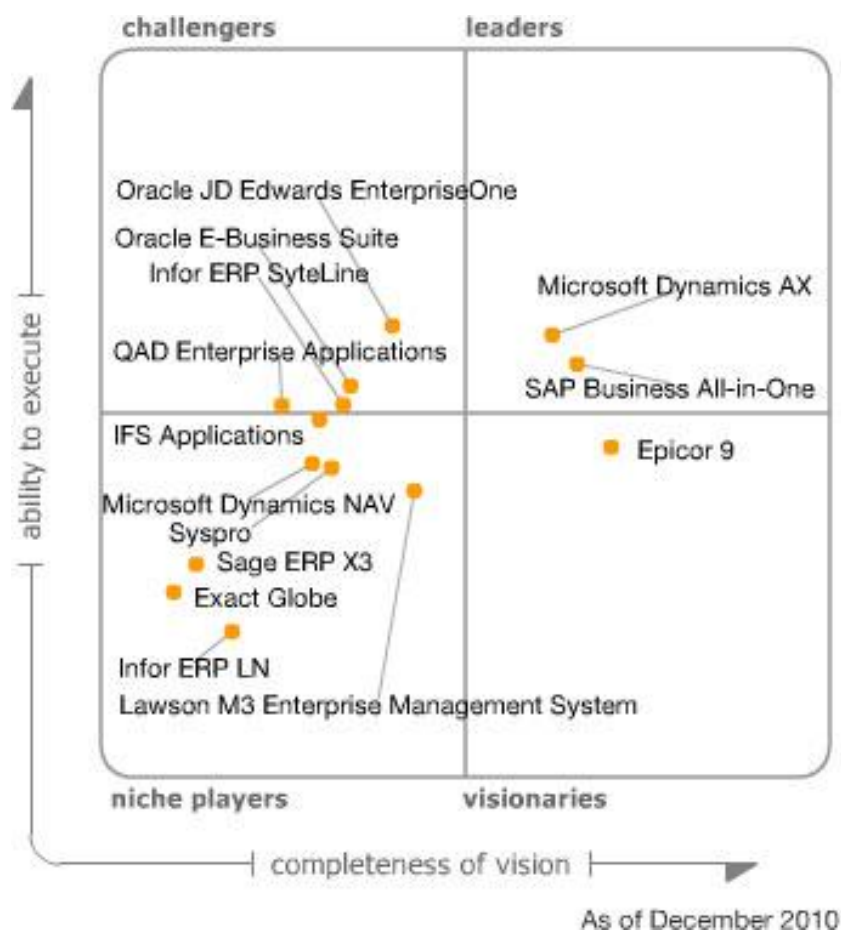 challengers
leaders
Oracle JD Edwards EnterpriseOne
Oracle E-Business Suite
Infor ERP SyteLine
Microsoft Dynamics AX
QAD Enterprise Applications
SAP Business All-in-One
IFS Applications
Epicor 9
Microsoft Dynamics NAV
Syspro
Sage ERP X3
Exact Globe
Infor ERP LN
Lawson M3 Enterprise Management System
niche players
visionaries
ability to execute
completeness of vision
As of December 2010